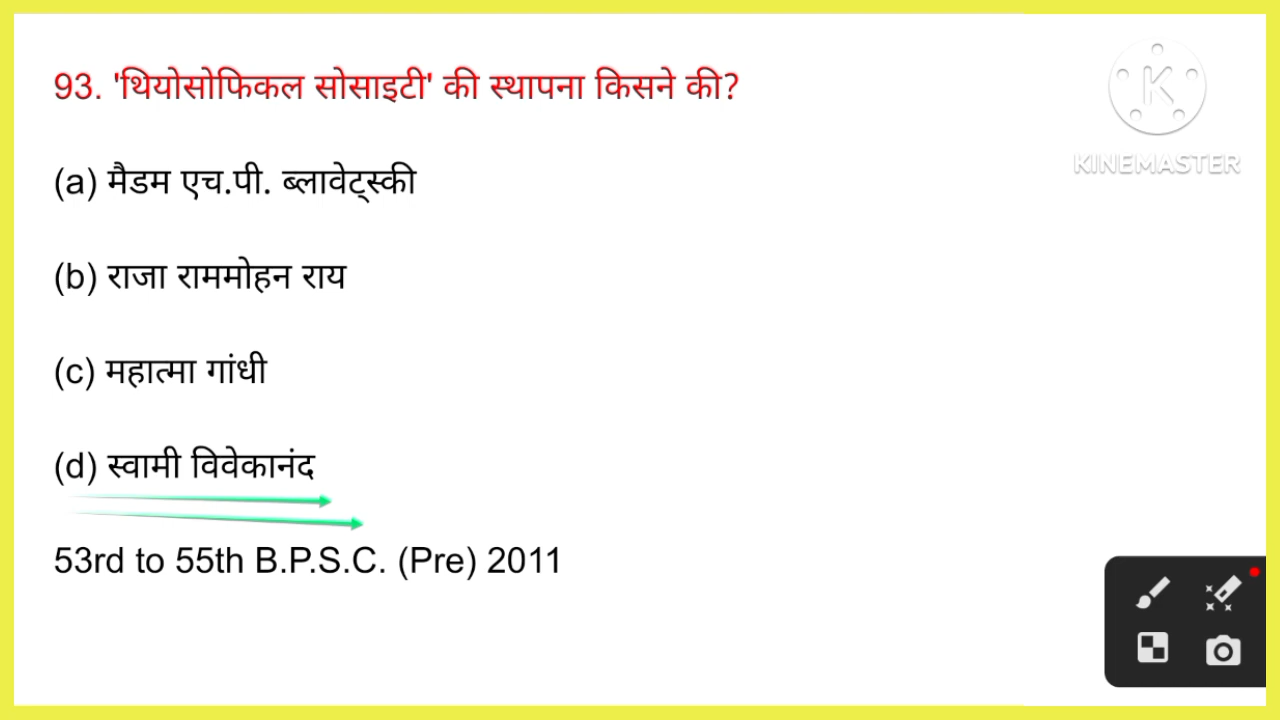 93. 'थियोसोफिकल सोसाइटी' की स्थापना किसने की?
(a) मैडम एच.पी. ब्लावेट्स्की
(b) राजा राममोहन राय
(c) महात्मा गांधी
(d) स्वामी विवेकानंद
53rd to 55th B.P.S.C. (Pre) 2011
K
KINEMASTER